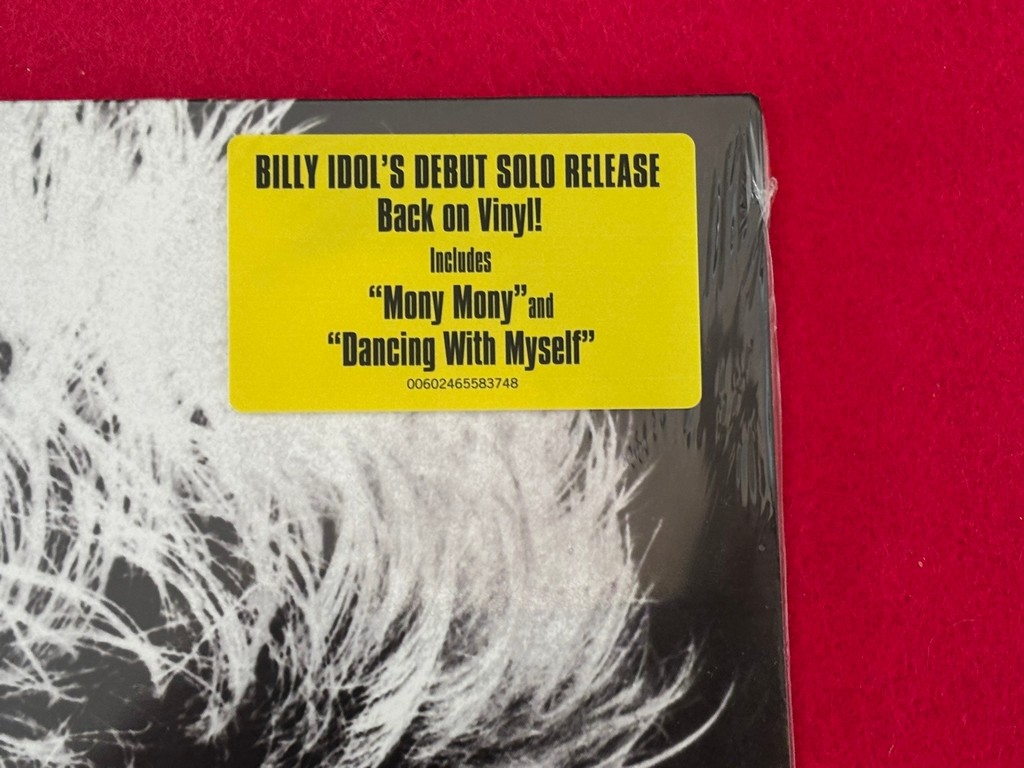 BILLY IDOL'S DEBUT SOLO RELEASE
Back on Vinyl!
Includes
“Mony Mony” and
“Dancing With Myself”
00602465583748